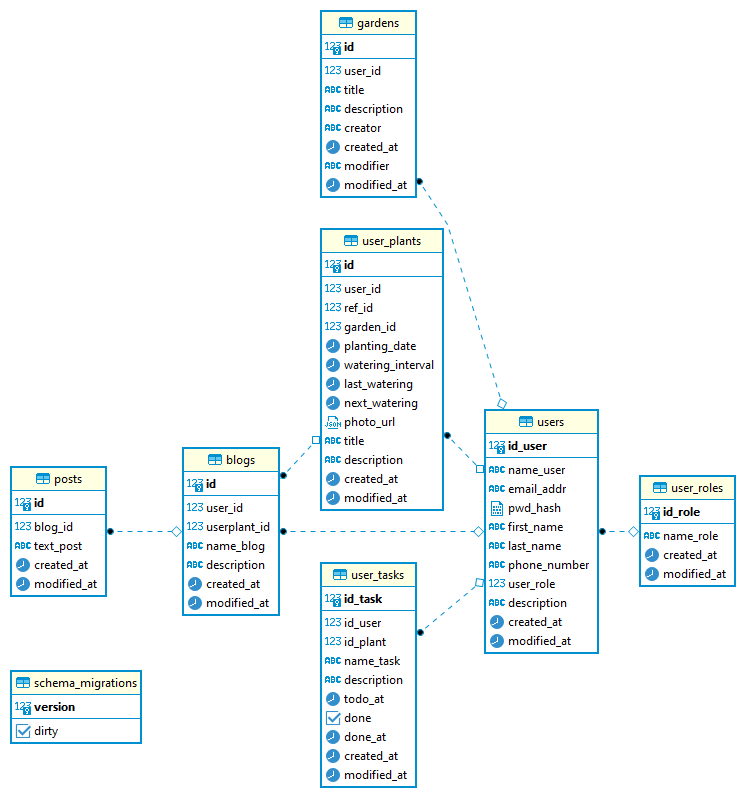 gardens
123 id
123 user_id
ABC title
ABC description
ABC creator
created_at
ABC modifier
modified_at
user_plants
123 id
123 user_id
123 ref_id
123 garden_id
planting_date
watering_interval
last_watering
next_watering
JSON photo_url
ABC title
ABC description
created_at
modified_at
users
123 id_user
ABC name_user
ABC email_addr
pwd_hash
ABC first_name
ABC last_name
ABC phone_number
123 user_role
ABC description
created_at
modified_at
user_roles
123 id_role
ABC name_role
created_at
modified_at
blogs
123 id
123 user_id
123 userplant_id
ABC name_blog
ABC description
created_at
modified_at
posts
123 id
123 blog_id
ABC text_post
created_at
modified_at
user_tasks
123 id_task
123 id_user
123 id_plant
ABC name_task
ABC description
todo_at
done
done_at
created_at
modified_at
schema_migrations
123 version
dirty